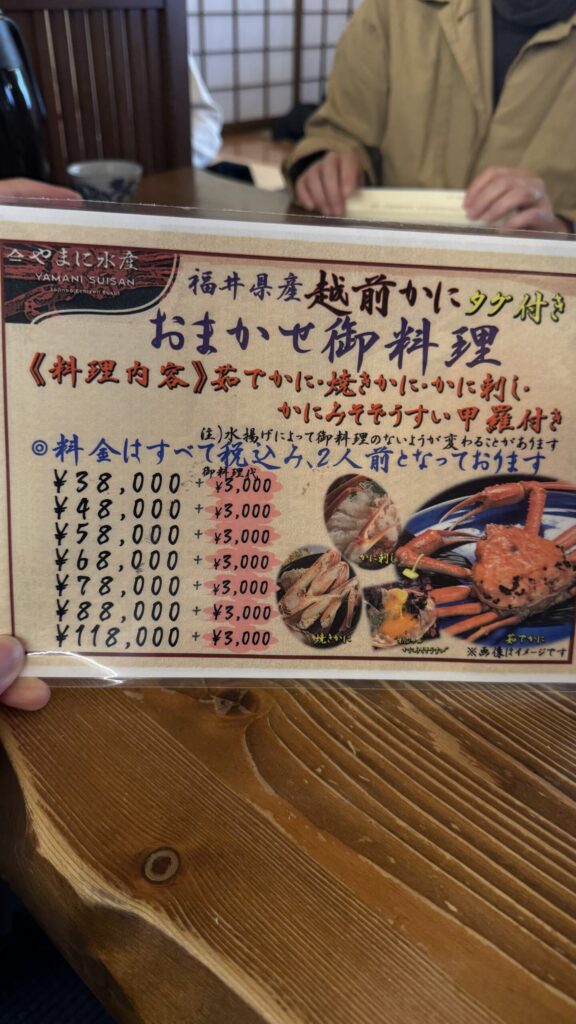 やまに水産
YAMANI SUISAN
福井県産 越前かに タグ付き
おまかせ御料理
《料理内容》茹でかに・焼きかに・かに刺し・
かにみそぞうすい 甲羅付き
注)水揚げによって御料理のないようが変わることがあります
◎料金はすべて税込み、2人前となっております
御料理代
¥38,000 + ¥3,000
¥48,000 + ¥3,000
¥58,000 + ¥3,000
¥68,000 + ¥3,000
¥78,000 + ¥3,000
¥88,000 + ¥3,000
¥118,000 + ¥3,000
かに刺し
焼きかに
茹でかに
※画像はイメージです